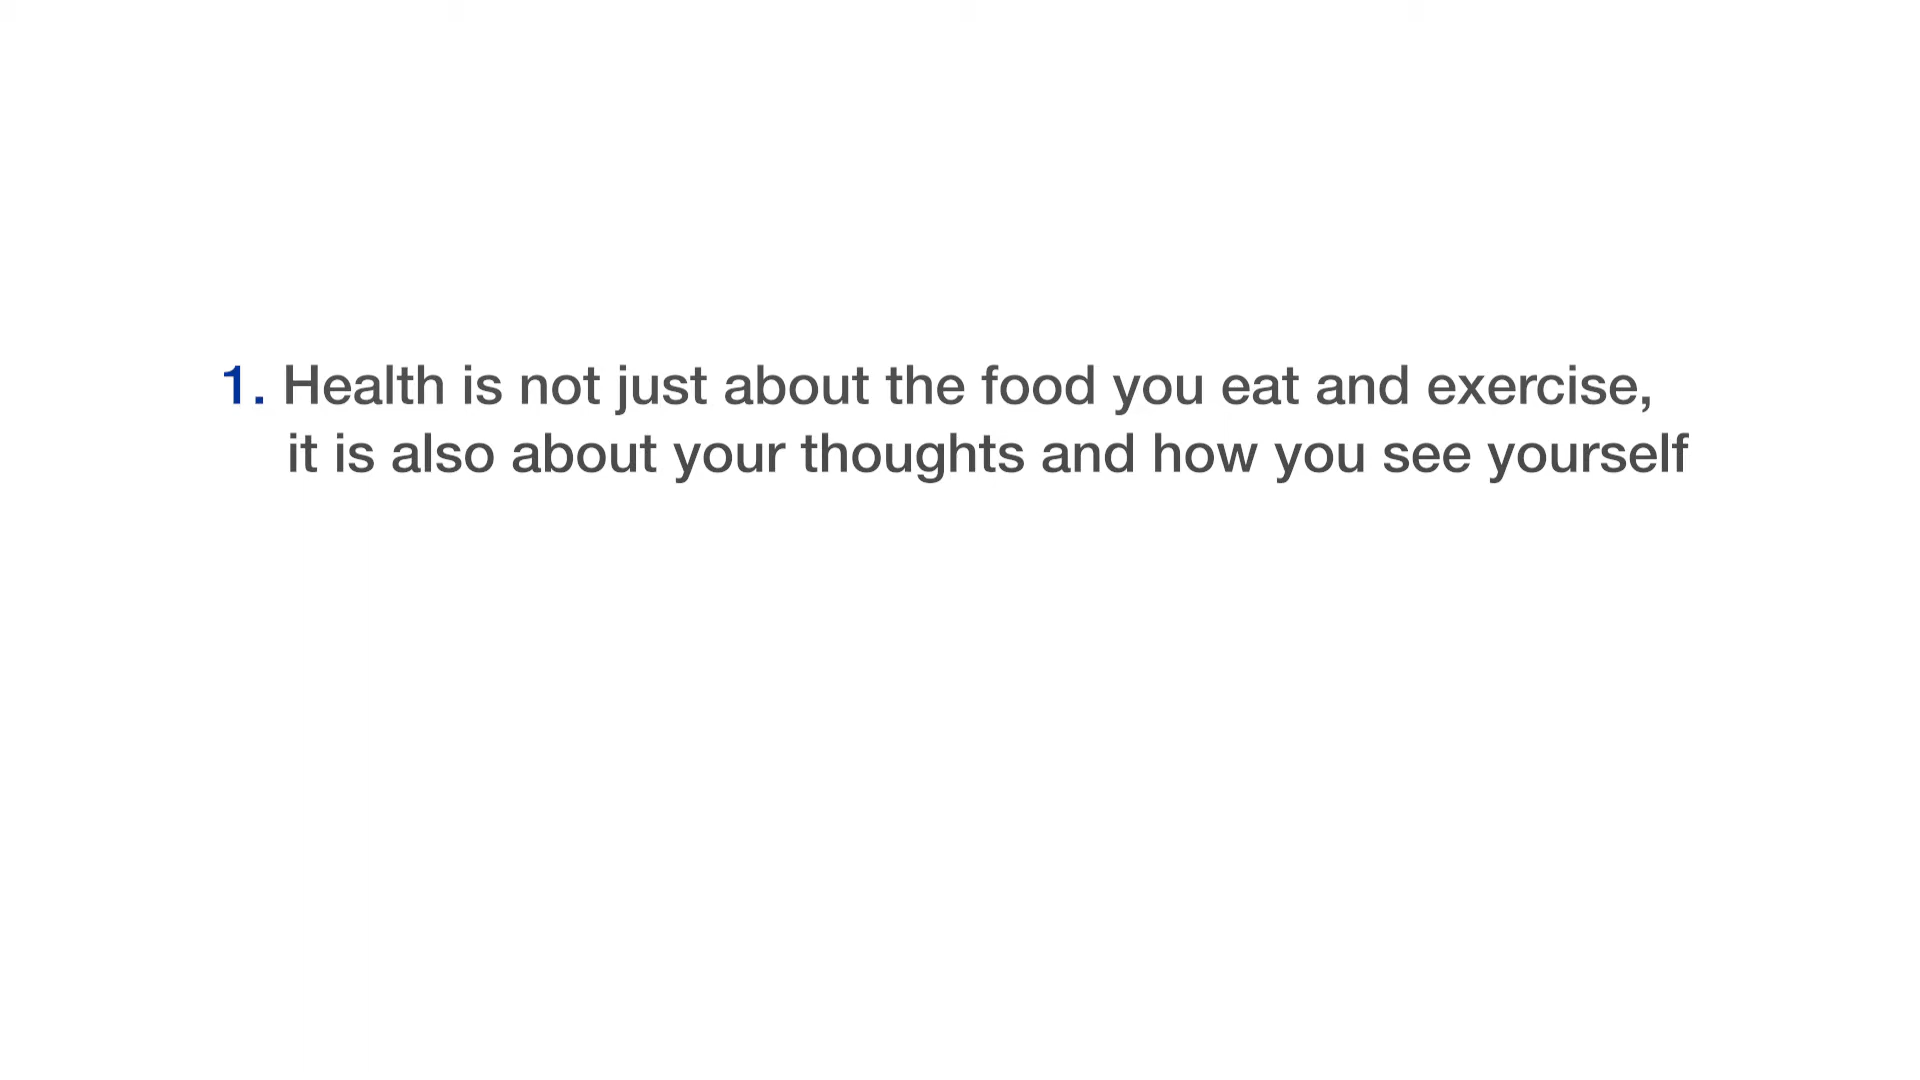 1. Health is not just about the food you eat and exercise,
it is also about your thoughts and how you see yourself